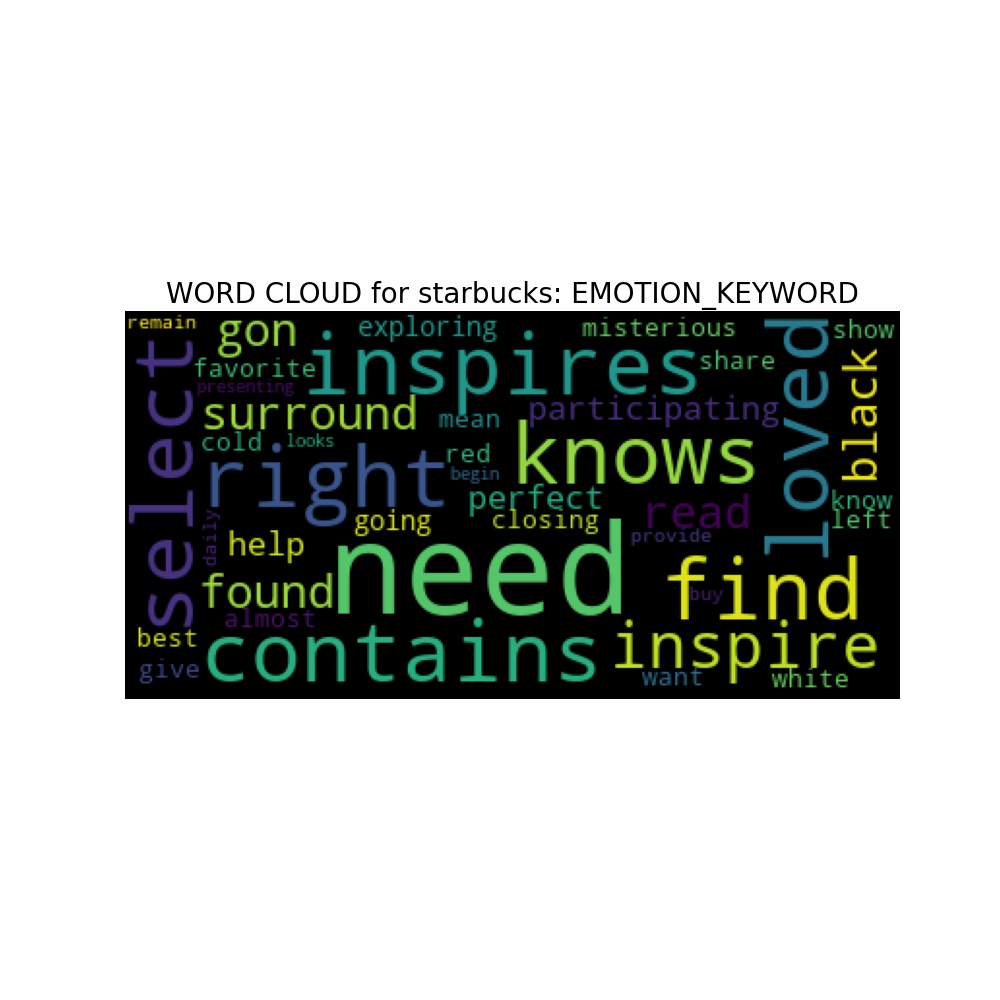 WORD CLOUD for starbucks: EMOTION_KEYWORD
remain
gon
exploring
misterious
show
select
inspires
loved
favorite
share
black
presenting
surround
mean
participating
cold
looks
right
red
knows
begin
perfect
read
know
going
closing
left
daily
help
need
provide
found
find
buy
almost
best
contains
inspire
give
want
white